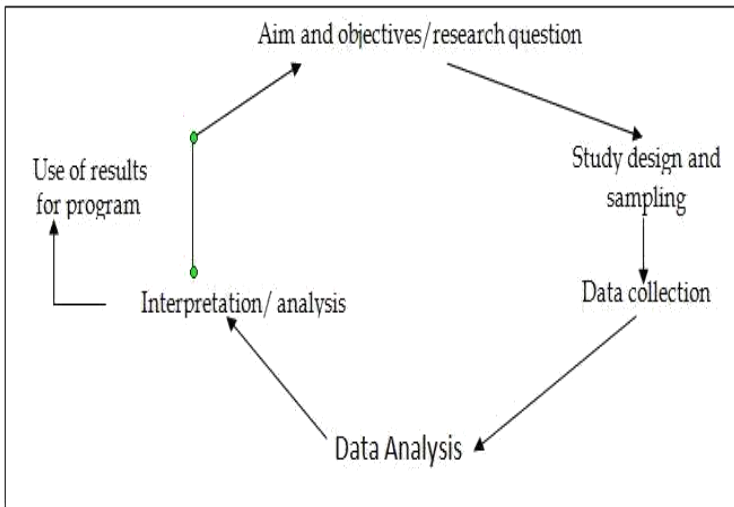 Aim and objectives/research question
Study design and
sampling
Data collection
Data Analysis
Interpretation/ analysis
Use of results
for program